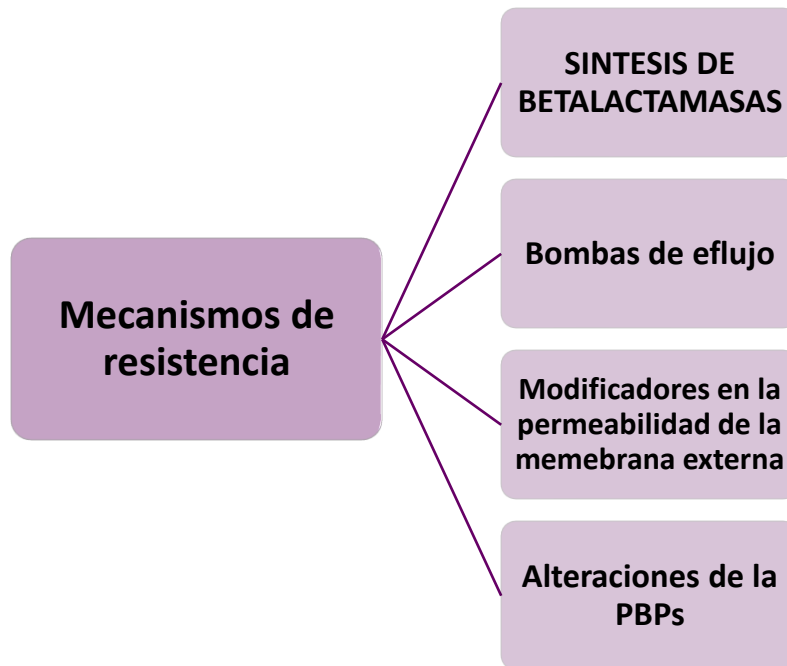 SINTESIS DE
BETALACTAMASAS
Bombas de eflujo
Mecanismos de
resistencia
Modificadores en la
permeabilidad de la
memebrana externa
Alteraciones de la
PBPs